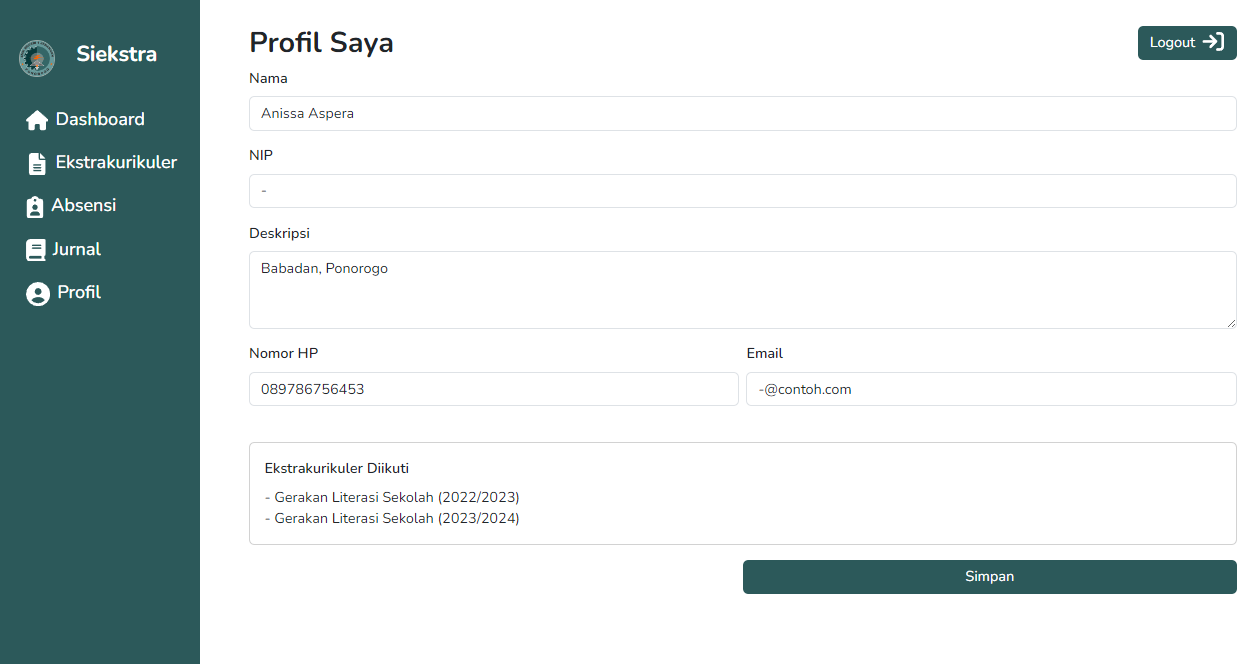 Siekstra
Dashboard
Ekstrakurikuler
Absensi
Jurnal
Profil
Profil Saya
Logout
Nama
Anissa Aspera
NIP
-
Deskripsi
Babadan, Ponorogo
Nomor HP
089786756453
Email
-@contoh.com
Ekstrakurikuler Diikuti
- Gerakan Literasi Sekolah (2022/2023)
- Gerakan Literasi Sekolah (2023/2024)
Simpan